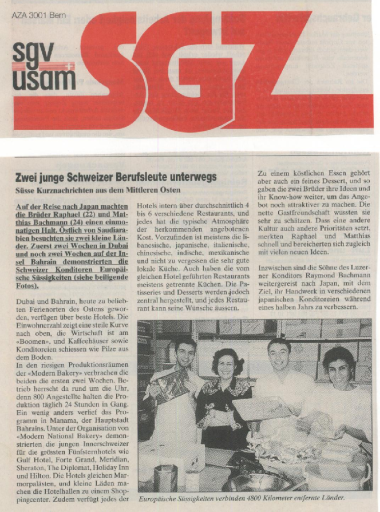 AZA 3001 Bern
sgv
usam
SGZ
Zwei junge Schweizer Berufsleute unterwegs
Süsse Kurznachrichten aus dem Mittleren Osten
Auf der Reise nach Japan machten
die Brüder Raphael (22) und Mat-
thias Bachmann (24) einen einmo-
natigen Halt. Östlich von Saudiara-
bien besuchten sie zwei kleine Län-
der. Zuerst zwei Wochen in Dubai
und noch zwei Wochen auf der In-
sel Bahrain demonstrierten die
Schweizer Konditoren Europäi-
sche Süssigkeiten (siehe beiligende
Fotos).
Dubai und Bahrain, heute zu belieb-
ten Ferienorten des Ostens gewor-
den, verfügen über beste Hotels. Die
Einwohnerzahl zeigt eine steile Kurve
nach oben, die Wirtschaft ist am
«Boomen», und Kaffeehäuser sowie
Konditoreien schiessen wie Pilze aus
dem Boden.
In den riesigen Produktionsräumen
der «Modern Bakery» verbrachten die
beiden die ersten zwei Wochen. Be-
trieb herrscht da rund um die Uhr,
denn 800 Angestellte halten die Pro-
duktion täglich 24 Stunden in Gang.
Ein wenig anders verlief das Pro-
gramm in Manama, der Hauptstadt
Bahrains. Unter der Organisation von
«Modern National Bakery» demon-
strierten die jungen Innerschweizer
für die grössten Fünfsternhotels wie
Gulf Hotel, Forte Grand, Meridian,
Sheraton, The Diplomat, Holiday Inn
und Hilton. Die Hotels gleichen Mar-
morpalästen, und kleine Läden ma-
chen die Hotelhallen zu einem Shop-
pingcenter. Zudem verfügt jedes der
Hotels intern über durchschnittlich 4
bis 6 verschiedene Restaurants, und
jedes hat die typische Atmosphäre
der herkommenden angebotenen
Kost. Vorzufinden ist meistens die li-
banesische, japanische, italienische,
chinesische, indische, mexikanische
und nicht zu vergessen die sehr gute
lokale Küche. Auch haben die vom
gleichen Hotel geführten Restaurants
meistens getrennte Küchen. Die Pa-
tisseries und Desserts werden jedoch
zentral hergestellt, und jedes Restau-
rant kann seine Wünsche äussern.
Zu einem köstlichen Essen gehört
aber auch ein feines Dessert, und so
gaben die zwei Brüder ihre Ideen und
ihr Know-how weiter, um das Ange-
bot noch attraktiver zu machen. Die
nette Gastfreundschaft wussten sie
sehr zu schätzen. Dass eine andere
Kultur auch andere Prioritäten setzt,
merkten Raphael und Matthias
schnell und bereicherten sich zugleich
mit vielen neuen Ideen.
Inzwischen sind die Söhne des Luzer-
ner Konditors Raymond Bachmann
weitergereist nach Japan, mit dem
Ziel, ihr Handwerk in verschiedenen
japanischen Konditoreien während
eines halben Jahres zu verbessern.
Europäische Süssigkeiten verbinden 4800 Kilometer entfernte Länder.